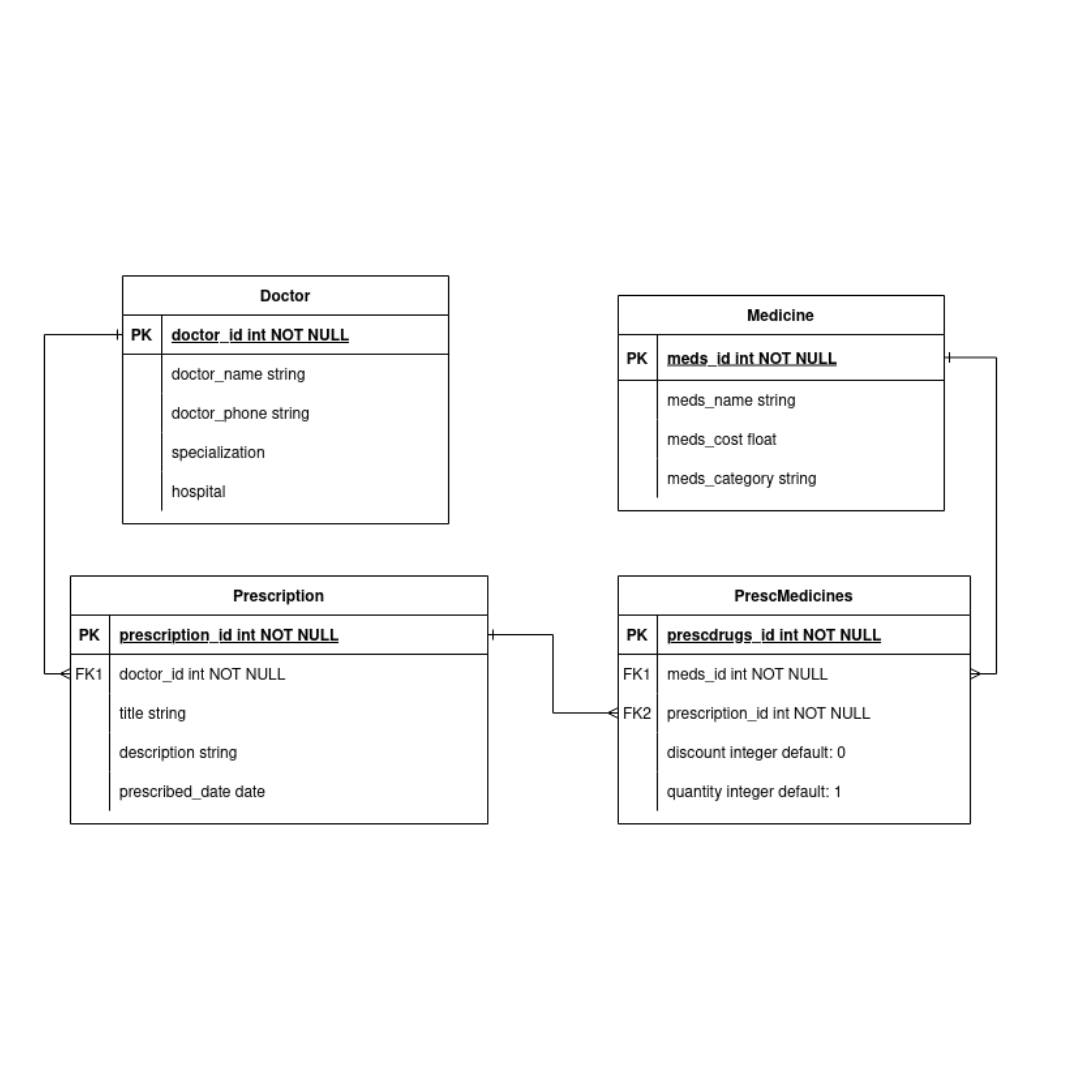 Doctor
PK doctor_id int NOT NULL
doctor_name string
doctor_phone string
specialization
hospital
Medicine
PK meds_id int NOT NULL
meds_name string
meds_cost float
meds_category string
Prescription
PK prescription_id int NOT NULL
FK1 doctor_id int NOT NULL
title string
description string
prescribed_date date
PrescMedicines
PK prescdrugs_id int NOT NULL
FK1 meds_id int NOT NULL
FK2 prescription_id int NOT NULL
discount integer default: 0
quantity integer default: 1